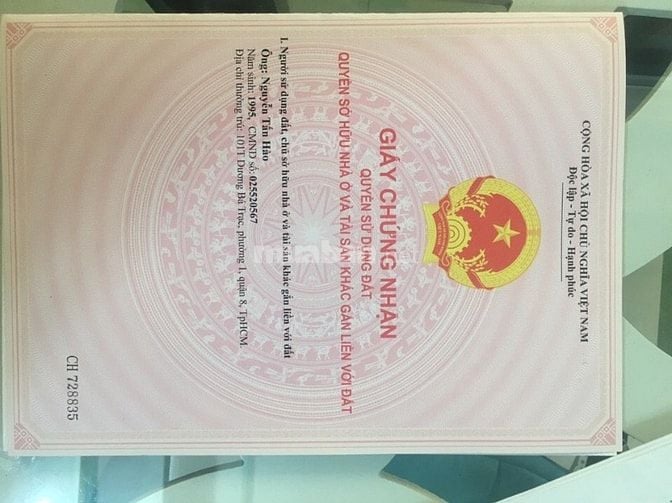 CỘNG HÒA XÃ HỘI CHỦ NGHĨA VIỆT NAM
Độc lập - Tự do - Hạnh phúc
GIẤY CHỨNG NHẬN
QUYỀN SỬ DỤNG ĐẤT
QUYỀN SỞ HỮU NHÀ Ở VÀ TÀI SẢN KHÁC GẮN LIỀN VỚI ĐẤT
I. Người sử dụng đất, chủ sở hữu nhà ở và tài sản khác gắn liền với đất
Ông: Nguyễn Tấn Hào
Năm sinh: 1995, CMND số: 025520567
Địa chỉ thường trú: 101T Dương Bá Trạc, phường 1, quận 8, TpHCM.
CH 728835